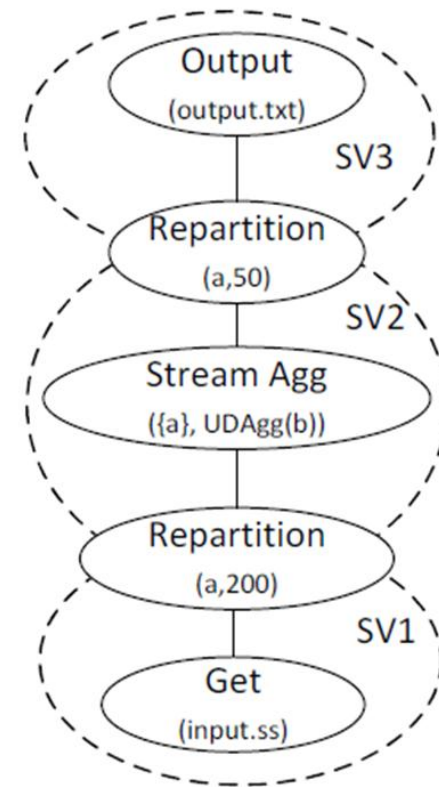 Output
(output.txt)
SV3
Repartition
(a,50)
SV2
Stream Agg
({a}, UDAgg(b))
Repartition
(a,200)
SV1
Get
(input.ss)